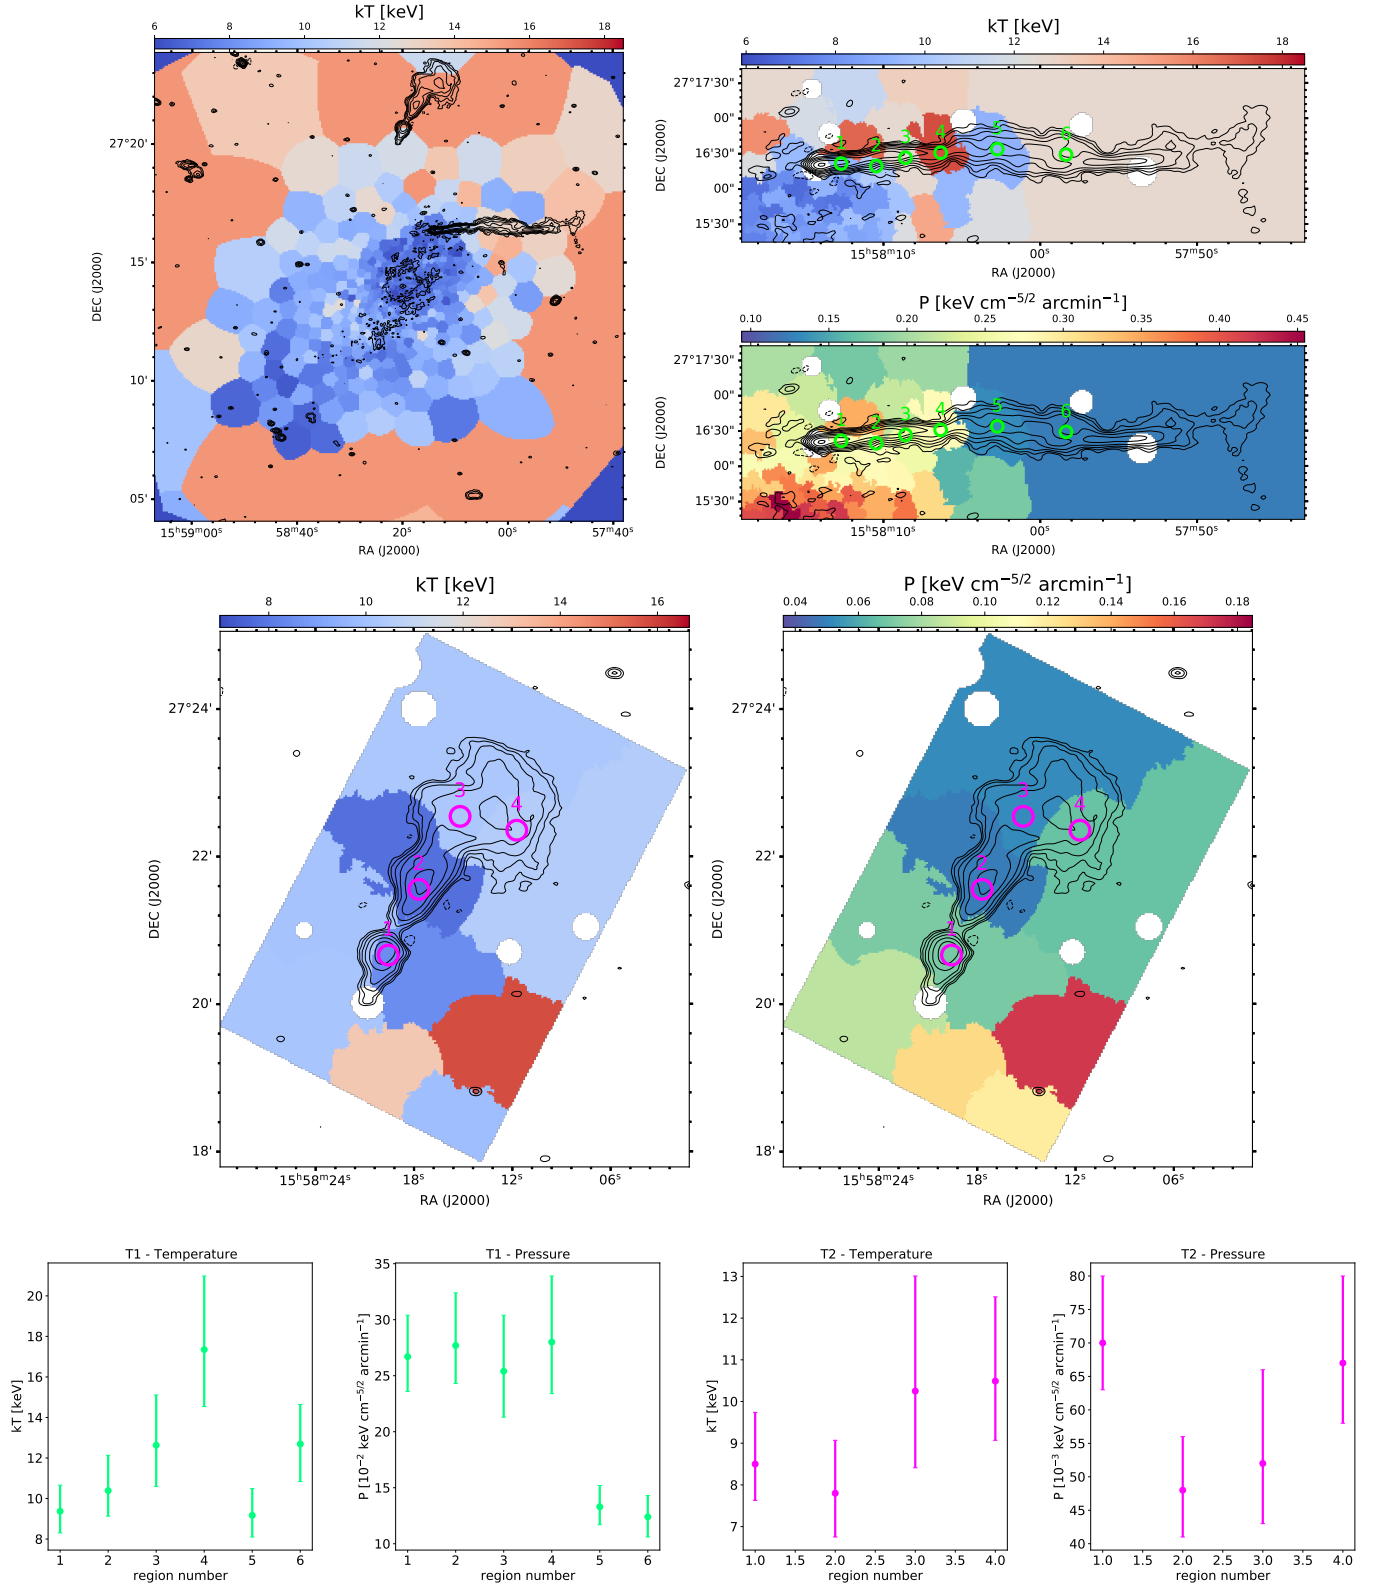 kT [keV]
6 8 10 12 14 16 18
27°20'
15'
10'
05'
DEC (J2000)
15ʰ59ᵐ00ˢ 58ᵐ40ˢ 20ˢ 00ˢ 57ᵐ40ˢ
RA (J2000)
kT [keV]
6 8 10 12 14 16 18
27°17'30"
00"
16'30"
00"
15'30"
DEC (J2000)
1 2 3 4 5 6
15ʰ58ᵐ10ˢ 00ˢ 57ᵐ50ˢ
RA (J2000)
P [keV cm⁻⁵ᐟ² arcmin⁻¹]
0.10 0.15 0.20 0.25 0.30 0.35 0.40 0.45
27°17'30"
00"
16'30"
00"
15'30"
DEC (J2000)
1 2 3 4 5 6
15ʰ58ᵐ10ˢ 00ˢ 57ᵐ50ˢ
RA (J2000)
kT [keV]
8 10 12 14 16
27°24'
22'
20'
18'
DEC (J2000)
3
4
2
1
15ʰ58ᵐ24ˢ 18ˢ 12ˢ 06ˢ
RA (J2000)
P [keV cm⁻⁵ᐟ² arcmin⁻¹]
0.04 0.06 0.08 0.10 0.12 0.14 0.16 0.18
27°24'
22'
20'
18'
DEC (J2000)
3
4
2
1
15ʰ58ᵐ24ˢ 18ˢ 12ˢ 06ˢ
RA (J2000)
T1 - Temperature
kT [keV]
20
18
16
14
12
10
8
1 2 3 4 5 6
region number
T1 - Pressure
P [10⁻² keV cm⁻⁵ᐟ² arcmin⁻¹]
35
30
25
20
15
10
1 2 3 4 5 6
region number
T2 - Temperature
kT [keV]
13
12
11
10
9
8
7
1.0 1.5 2.0 2.5 3.0 3.5 4.0
region number
T2 - Pressure
P [10⁻³ keV cm⁻⁵ᐟ² arcmin⁻¹]
80
75
70
65
60
55
50
45
40
1.0 1.5 2.0 2.5 3.0 3.5 4.0
region number